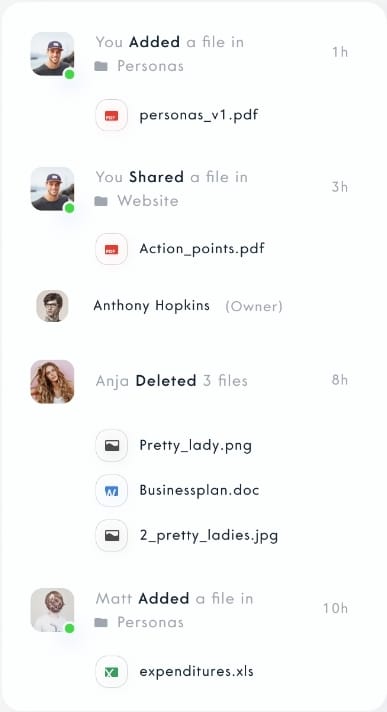 You Added a file in
1h
Personas
PDF
personas_v1.pdf
You Shared a file in
3h
Website
PDF
Action_points.pdf
Anthony Hopkins (Owner)
Anja Deleted 3 files
8h
Pretty_lady.png
W
Businessplan.doc
2_pretty_ladies.jpg
Matt Added a file in
10h
Personas
X
expenditures.xls